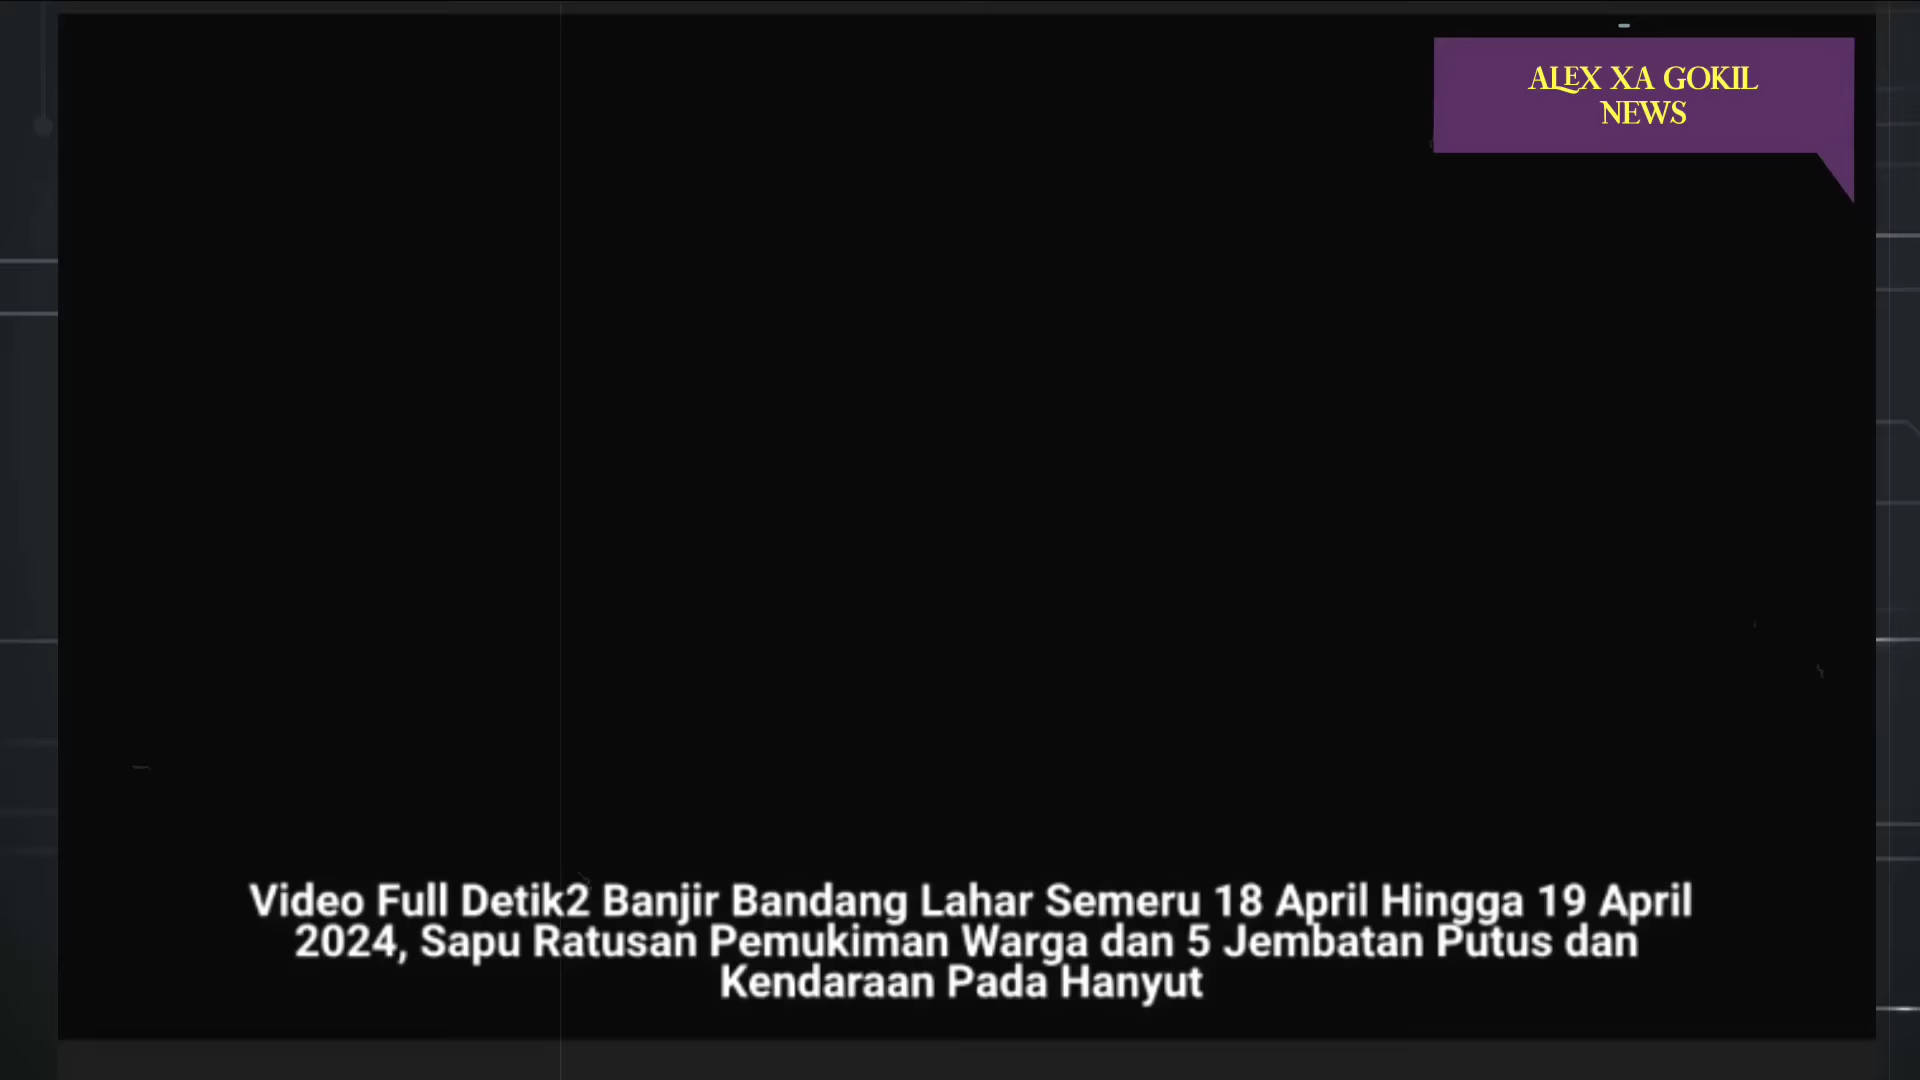 ALEX XA GOKIL
NEWS
Video Full Detik2 Banjir Bandang Lahar Semeru 18 April Hingga 19 April
2024, Sapu Ratusan Pemukiman Warga dan 5 Jembatan Putus dan
Kendaraan Pada Hanyut